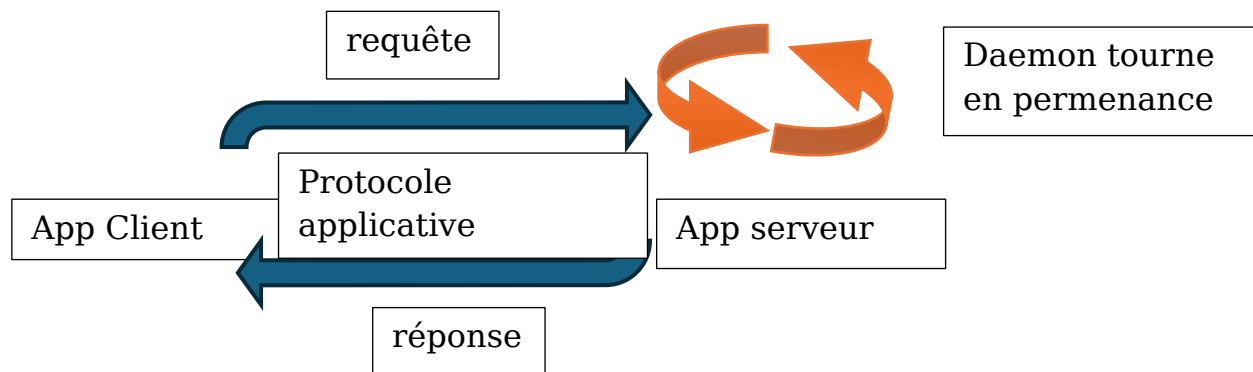 requête
Daemon tourne
en permenance
Protocole
applicative
App Client
App serveur
réponse